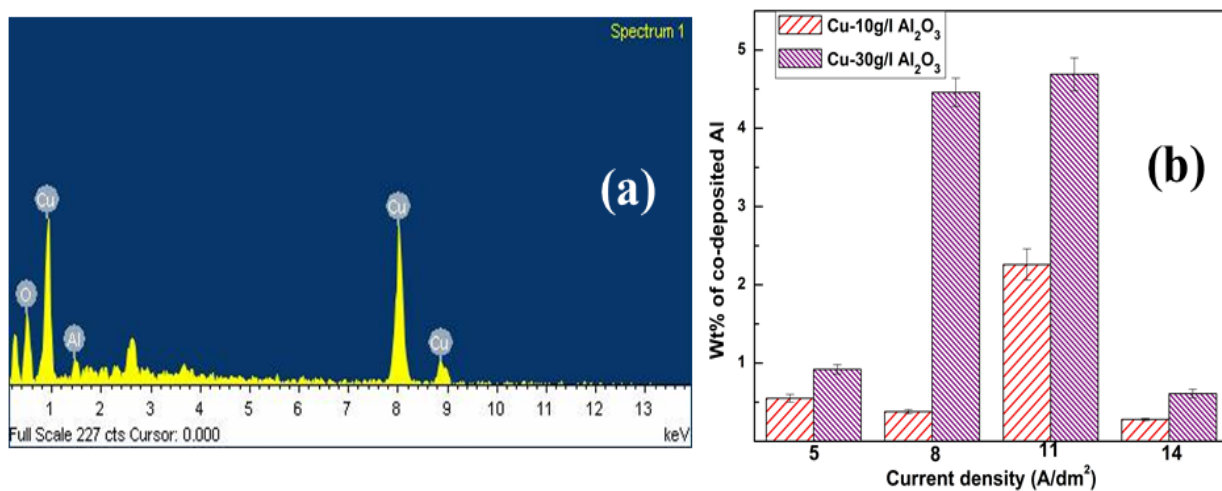 Spectrum 1
(a)
Cu
Cu
O
Al
Cu
1 2 3 4 5 6 7 8 9 10 11 12 13
Full Scale 227 cts Cursor: 0.000
keV
Cu-10g/l Al₂O₃
Cu-30g/l Al₂O₃
(b)
Wt% of co-deposited Al
5
4
3
2
1
5 8 11 14
Current density (A/dm²)